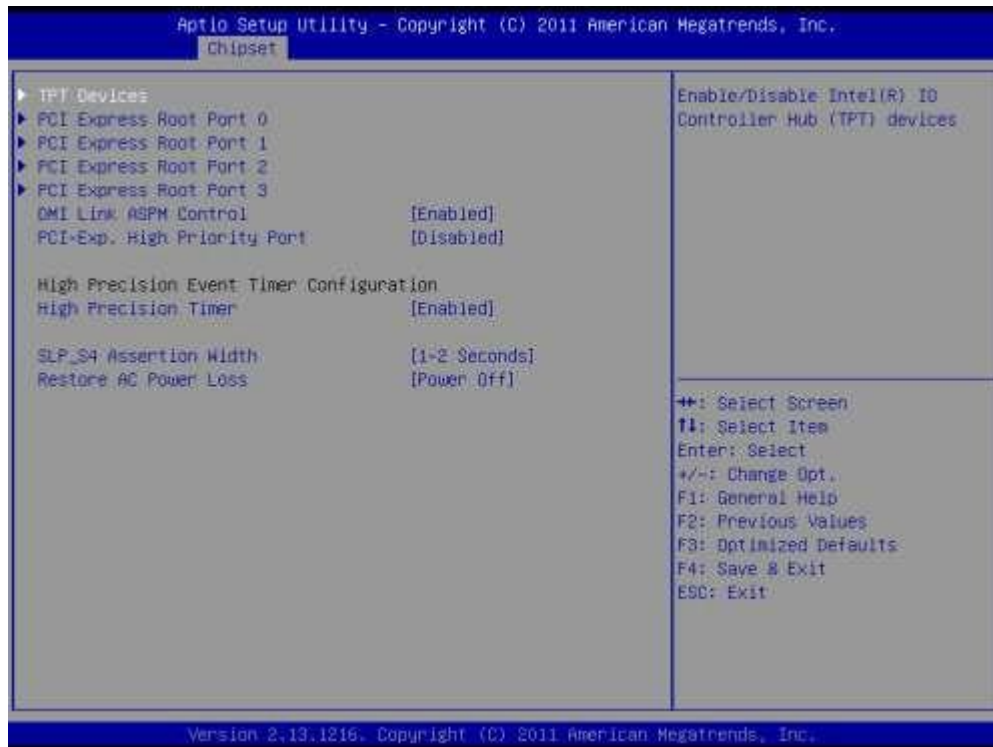 Aptio Setup Utility - Copyright (C) 2011 American Megatrends, Inc.
Chipset
TPT Devices
PCI Express Root Port 0
PCI Express Root Port 1
PCI Express Root Port 2
PCI Express Root Port 3
DMI Link ASPM Control [Enabled]
PCI-Exp. High Priority Port [Disabled]
High Precision Event Timer Configuration
High Precision Timer [Enabled]
SLP_S4 Assertion Width [1-2 Seconds]
Restore AC Power Loss [Power Off]
Enable/Disable Intel(R) IO
Controller Hub (TPT) devices
→←: Select Screen
↑↓: Select Item
Enter: Select
+/-: Change Opt.
F1: General Help
F2: Previous Values
F3: Optimized Defaults
F4: Save & Exit
ESC: Exit
Version 2.13.1216. Copyright (C) 2011 American Megatrends, Inc.